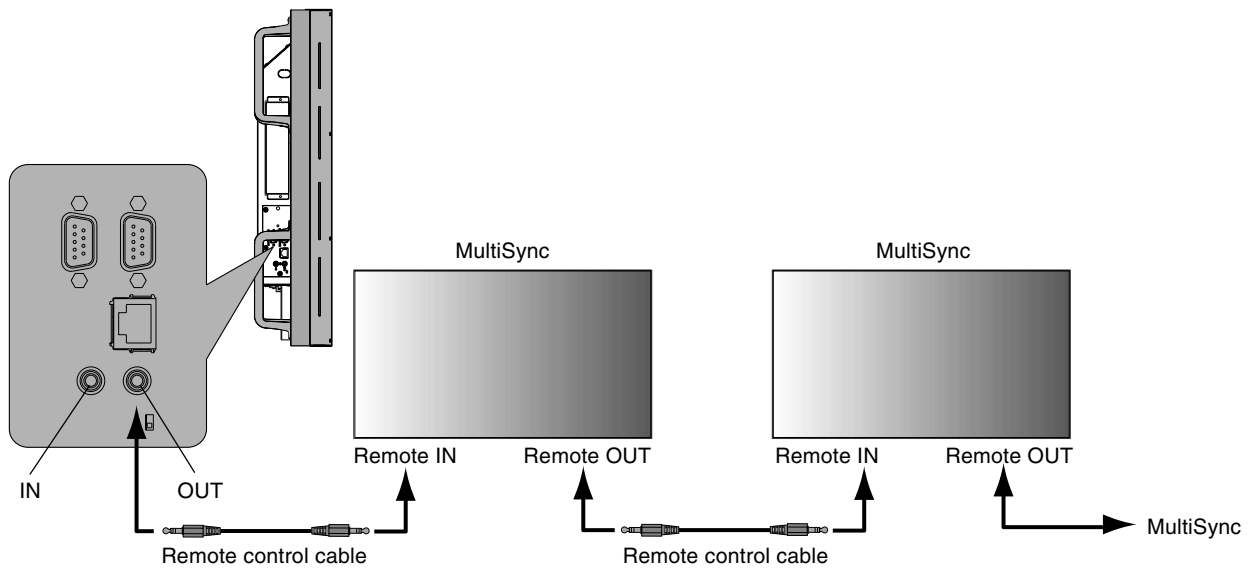 MultiSync
MultiSync
Remote IN
Remote OUT
Remote IN
Remote OUT
IN
OUT
MultiSync
Remote control cable
Remote control cable